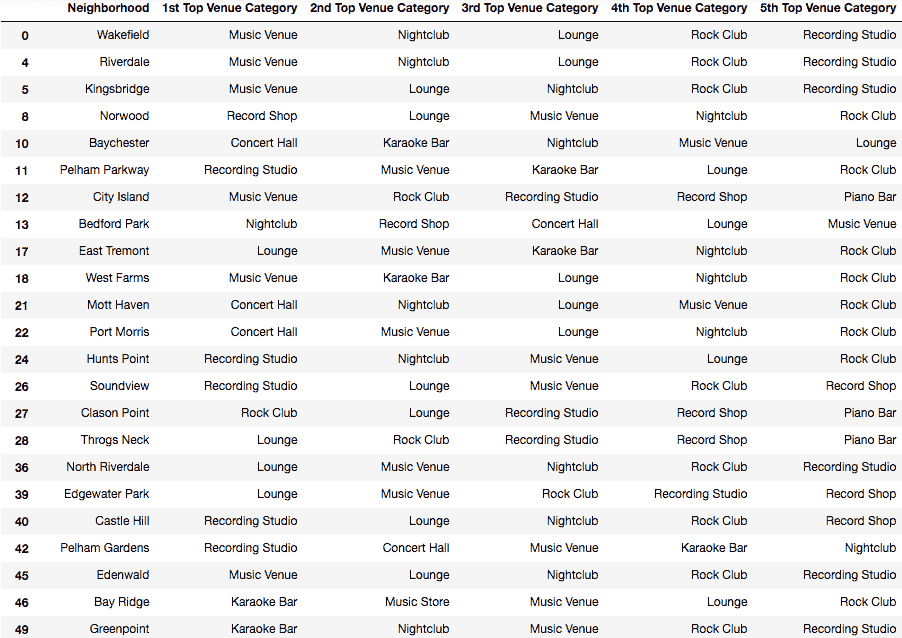 Neighborhood 1st Top Venue Category 2nd Top Venue Category 3rd Top Venue Category 4th Top Venue Category 5th Top Venue Category
0 Wakefield Music Venue Nightclub Lounge Rock Club Recording Studio
4 Riverdale Music Venue Nightclub Lounge Rock Club Recording Studio
5 Kingsbridge Music Venue Lounge Nightclub Rock Club Recording Studio
8 Norwood Record Shop Lounge Music Venue Nightclub Rock Club
10 Baychester Concert Hall Karaoke Bar Nightclub Music Venue Lounge
11 Pelham Parkway Recording Studio Music Venue Karaoke Bar Lounge Rock Club
12 City Island Music Venue Rock Club Recording Studio Record Shop Piano Bar
13 Bedford Park Nightclub Record Shop Concert Hall Lounge Music Venue
17 East Tremont Lounge Music Venue Karaoke Bar Nightclub Rock Club
18 West Farms Music Venue Karaoke Bar Lounge Nightclub Rock Club
21 Mott Haven Concert Hall Nightclub Lounge Music Venue Rock Club
22 Port Morris Concert Hall Music Venue Lounge Nightclub Rock Club
24 Hunts Point Recording Studio Nightclub Music Venue Lounge Rock Club
26 Soundview Recording Studio Lounge Music Venue Rock Club Record Shop
27 Clason Point Rock Club Lounge Recording Studio Record Shop Piano Bar
28 Throgs Neck Lounge Rock Club Recording Studio Record Shop Piano Bar
36 North Riverdale Lounge Music Venue Nightclub Rock Club Recording Studio
39 Edgewater Park Lounge Music Venue Rock Club Recording Studio Record Shop
40 Castle Hill Recording Studio Lounge Nightclub Rock Club Record Shop
42 Pelham Gardens Recording Studio Concert Hall Music Venue Karaoke Bar Nightclub
45 Edenwald Music Venue Lounge Nightclub Rock Club Recording Studio
46 Bay Ridge Karaoke Bar Music Store Music Venue Lounge Rock Club
49 Greenpoint Karaoke Bar Nightclub Music Venue Rock Club Recording Studio